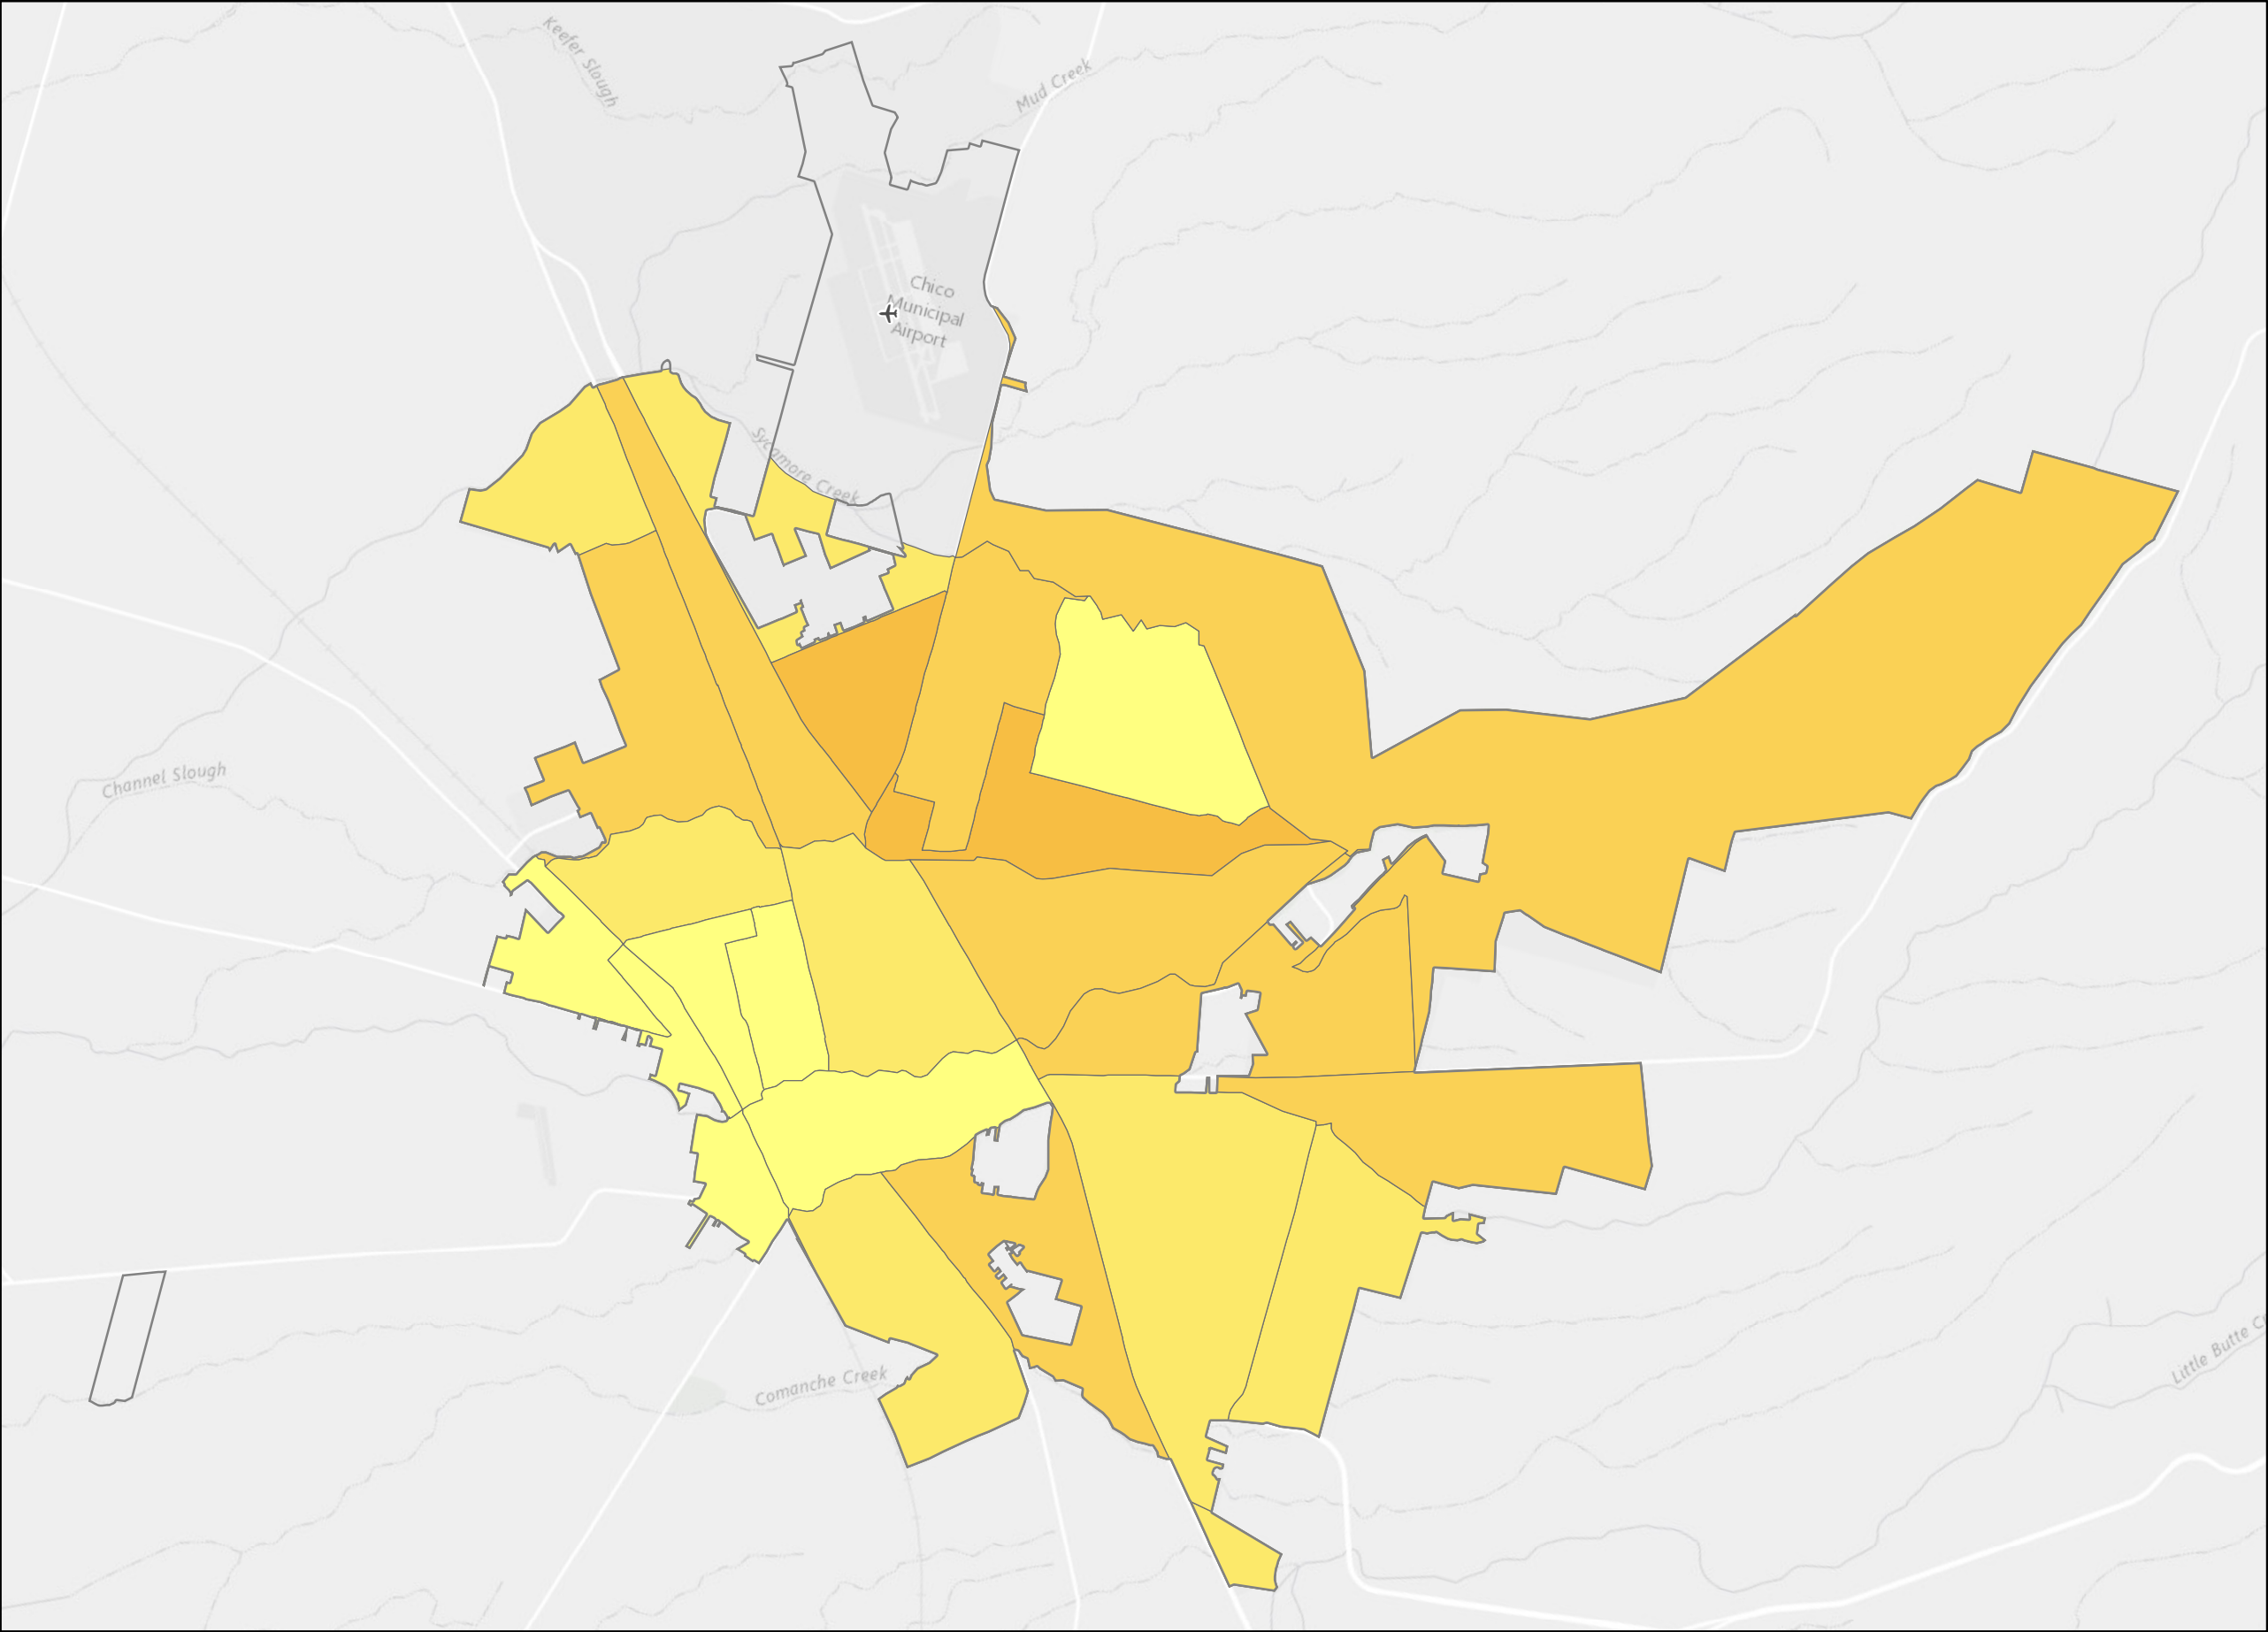 Keefer Slough
Mud Creek
Chico
Municipal
Airport
Sycamore Creek
Channel Slough
Comanche Creek
Little Butte C